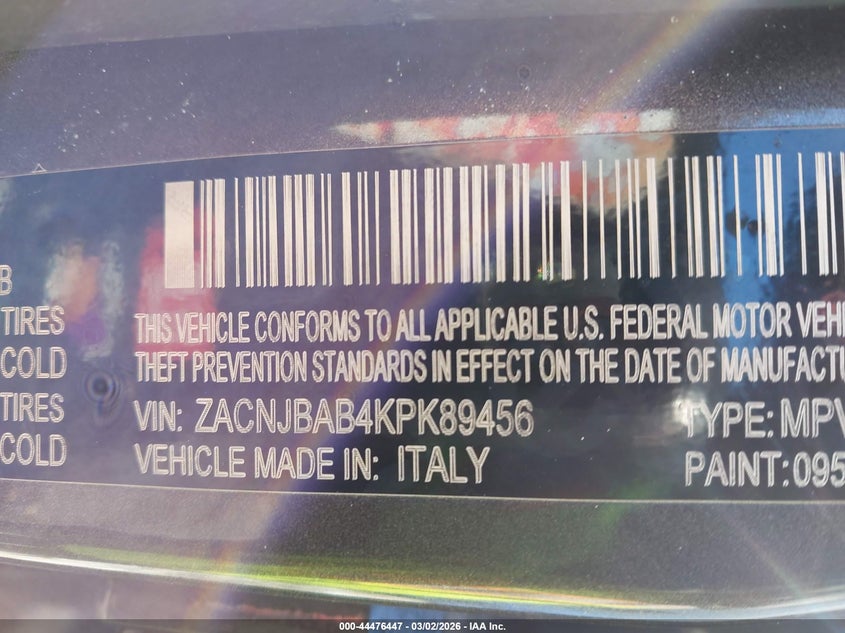 B
TIRES
COLD
TIRES
COLD
THIS VEHICLE CONFORMS TO ALL APPLICABLE U.S. FEDERAL MOTOR VEHI
THEFT PREVENTION STANDARDS IN EFFECT ON THE DATE OF MANUFACTU
VIN: ZACNJBAB4KPK89456 TYPE: MPV
VEHICLE MADE IN: ITALY PAINT: 095
000-44476447 - 03/02/2026 - IAA Inc.